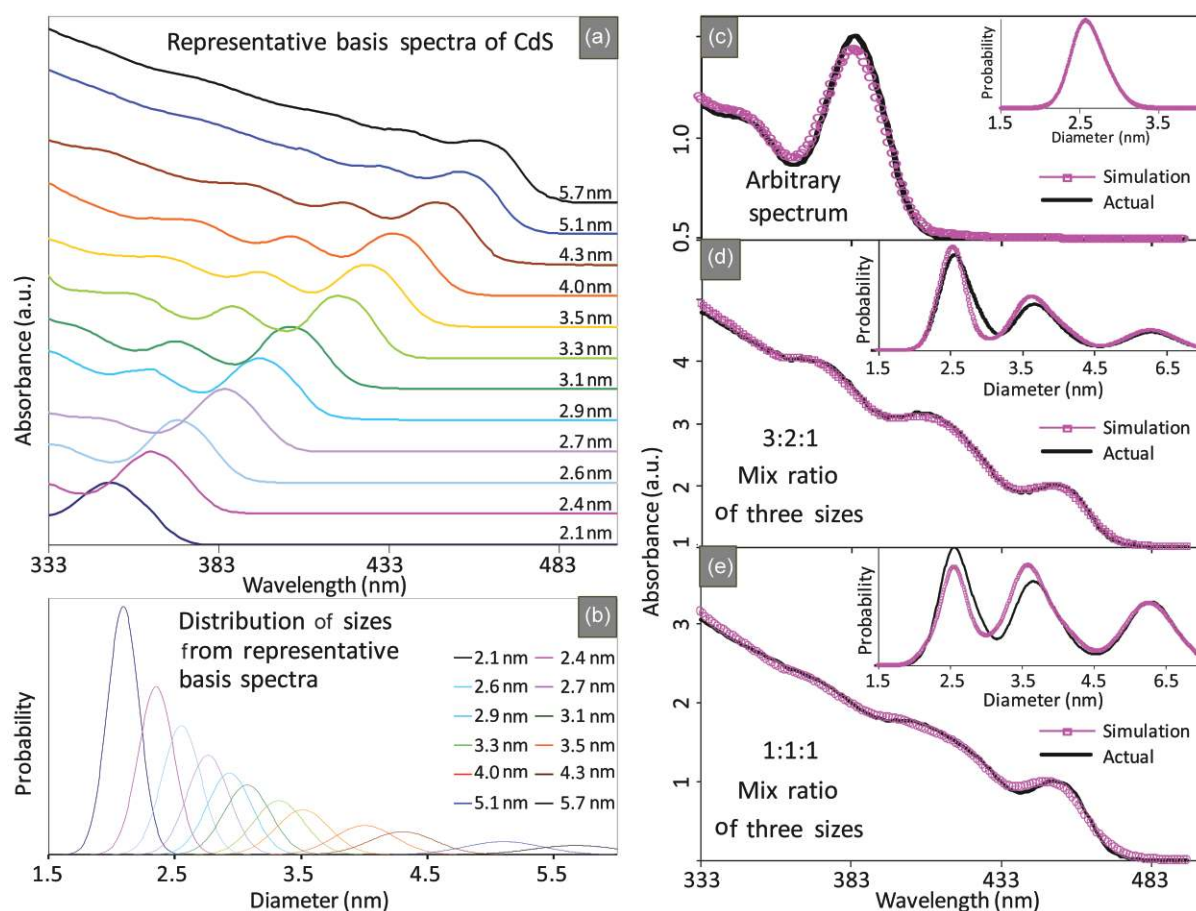 Representative basis spectra of CdS
(a)
Absorbance (a.u.)
5.7 nm
5.1 nm
4.3 nm
4.0 nm
3.5 nm
3.3 nm
3.1 nm
2.9 nm
2.7 nm
2.6 nm
2.4 nm
2.1 nm
333 383 433 483
Wavelength (nm)
(b)
Distribution of sizes
from representative
basis spectra
Probability
2.1 nm 2.4 nm
2.6 nm 2.7 nm
2.9 nm 3.1 nm
3.3 nm 3.5 nm
4.0 nm 4.3 nm
5.1 nm 5.7 nm
1.5 2.5 3.5 4.5 5.5
Diameter (nm)
(c)
Probability
1.5 2.5 3.5
Diameter (nm)
1.0
0.5
Arbitrary
spectrum
Simulation
Actual
(d)
Probability
1.5 2.5 3.5 4.5 6.5
Diameter (nm)
4
3
2
1
3:2:1
Mix ratio
of three sizes
Simulation
Actual
Absorbance (a.u.)
(e)
Probability
1.5 2.5 3.5 4.5 6.5
Diameter (nm)
3
2
1
1:1:1
Mix ratio
of three sizes
Simulation
Actual
333 383 433 483
Wavelength (nm)